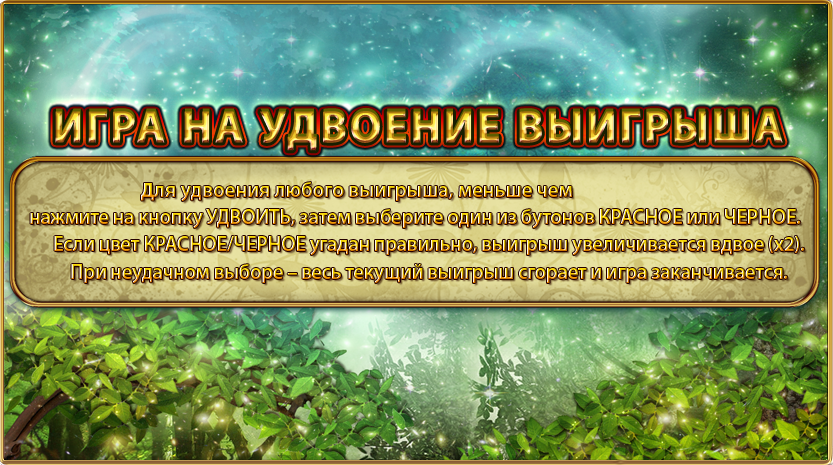 ИГРА НА УДВОЕНИЕ ВЫИГРЫША
Для удвоения любого выигрыша, меньше чем
нажмите на кнопку УДВОИТЬ, затем выберите один из бутонов КРАСНОЕ или ЧЕРНОЕ.
Если цвет КРАСНОЕ/ЧЕРНОЕ угадан правильно, выигрыш увеличивается вдвое (x2).
При неудачном выборе – весь текущий выигрыш сгорает и игра заканчивается.